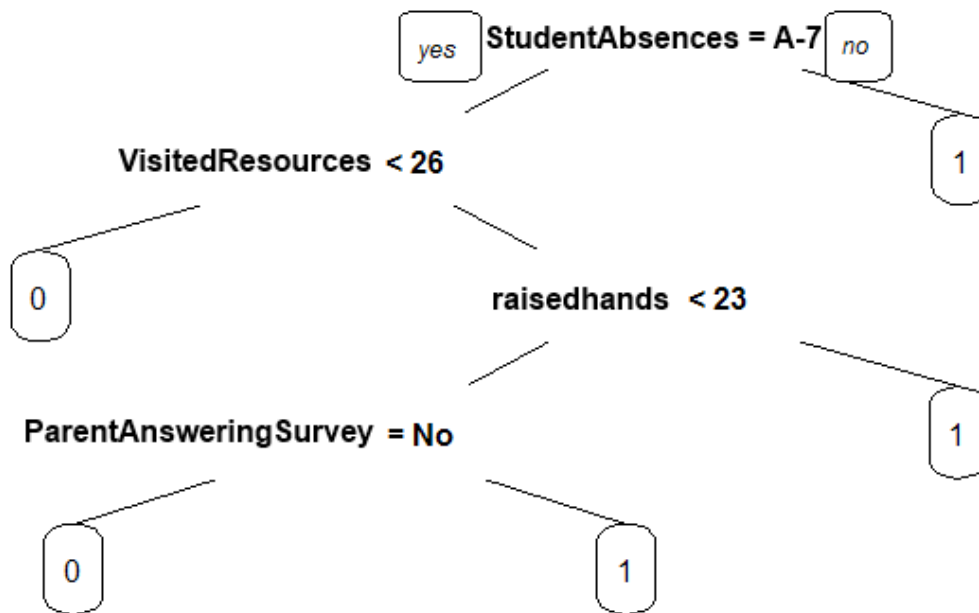 yes StudentAbsences = A-7 no
VisitedResources < 26
1
0
raisedhands < 23
ParentAnsweringSurvey = No
1
0
1